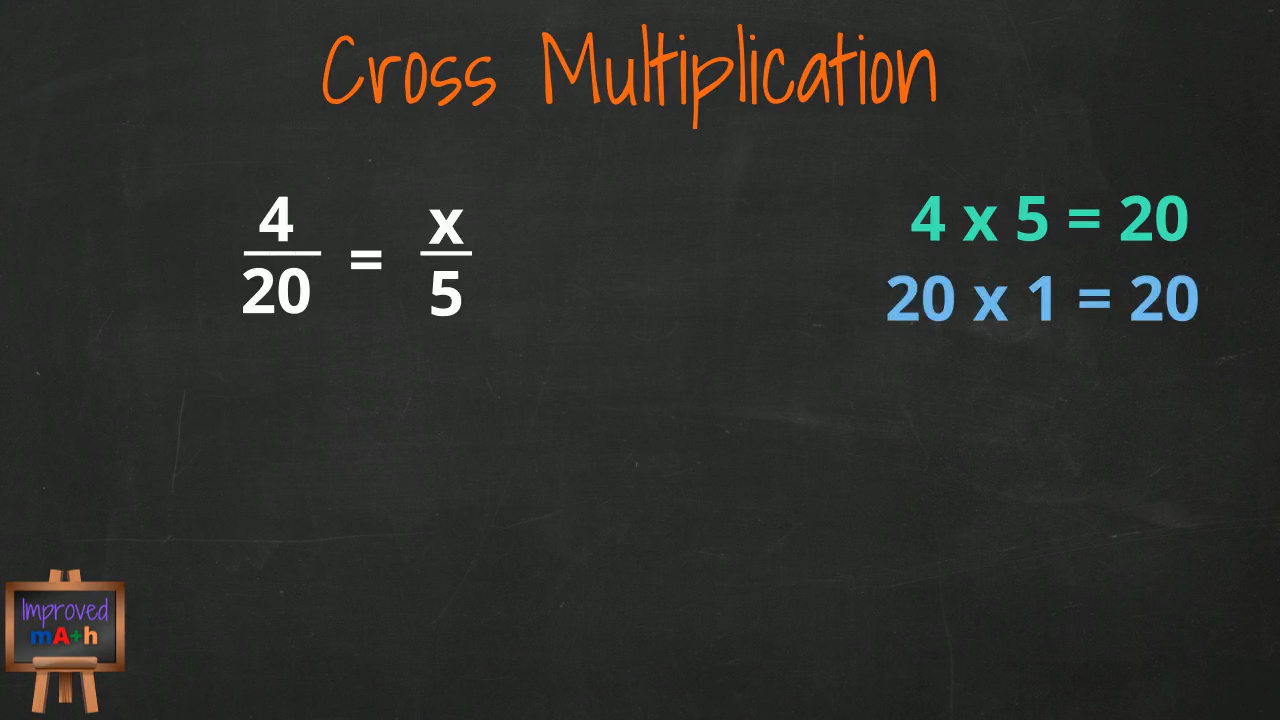 Cross Multiplication
4/20 = x/5
4 x 5 = 20
20 x 1 = 20
Improved
mA+h